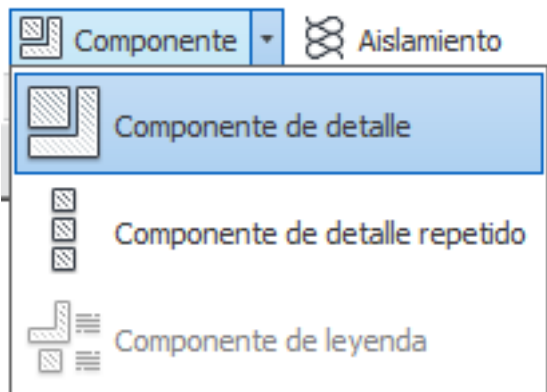 Componente Aislamiento
Componente de detalle
Componente de detalle repetido
Componente de leyenda